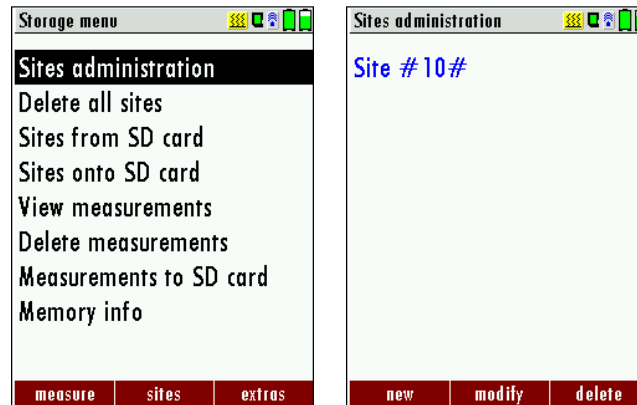 Storage menu
Sites administration
Delete all sites
Sites from SD card
Sites onto SD card
View measurements
Delete measurements
Measurements to SD card
Memory info
measure sites extras
Sites administration
Site #10#
new modify delete